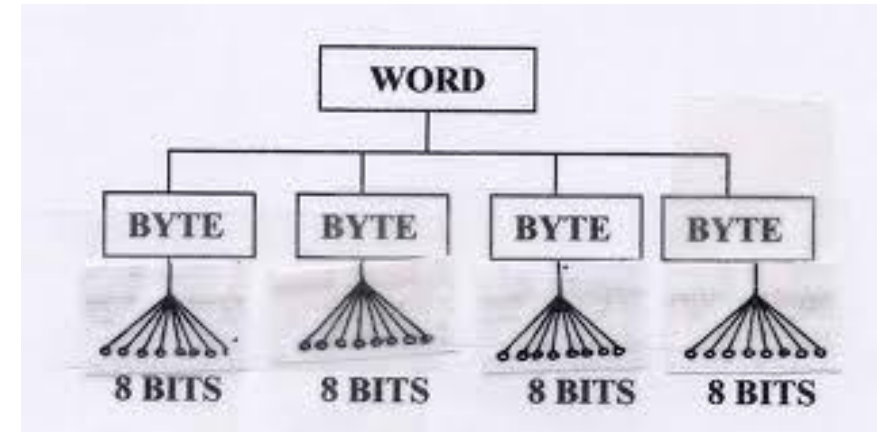 WORD
BYTE BYTE BYTE BYTE
8 BITS 8 BITS 8 BITS 8 BITS